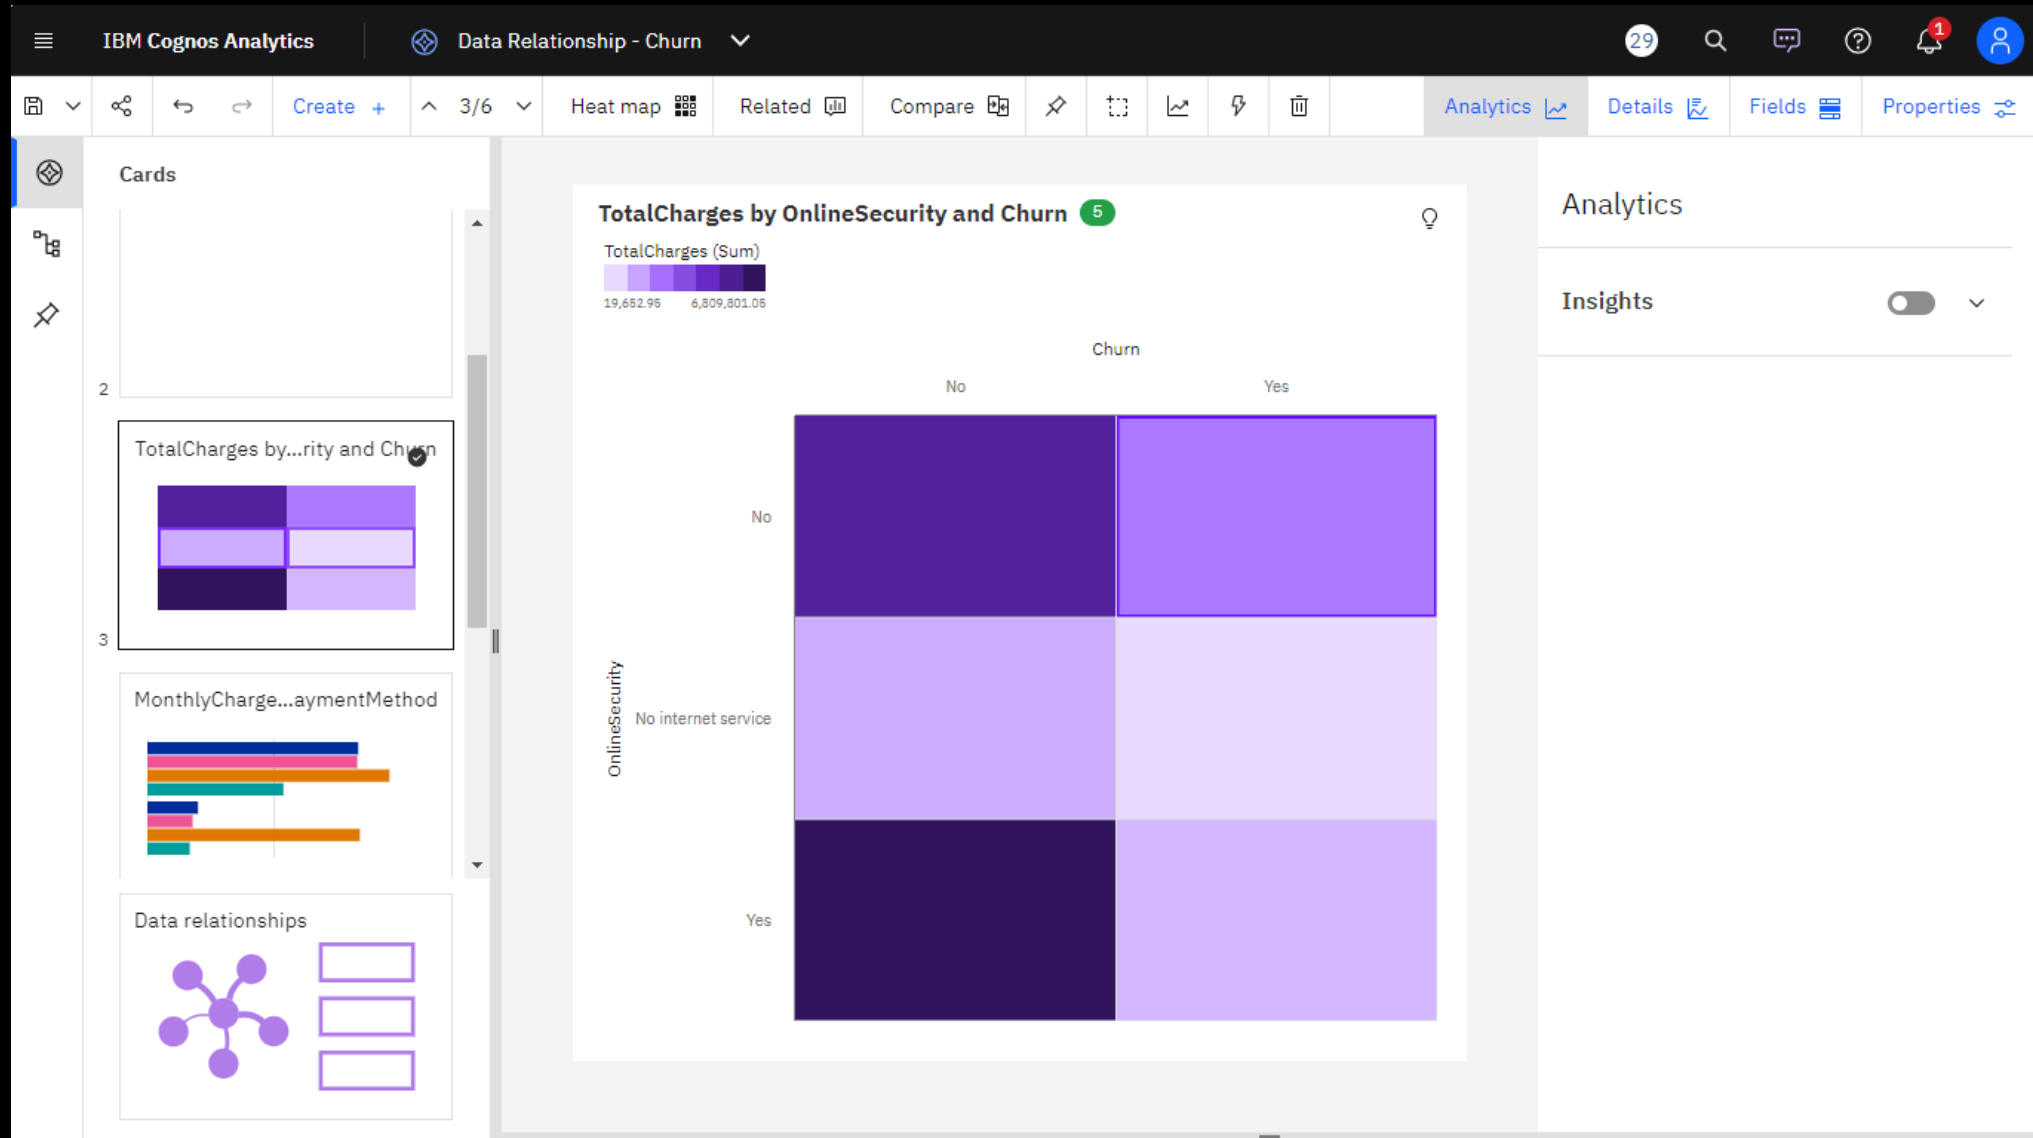 IBM Cognos Analytics
Data Relationship - Churn
29
1
Create +
3/6
Heat map
Related
Compare
Analytics
Details
Fields
Properties
Cards
2
TotalCharges by...rity and Churn
3
MonthlyCharge...aymentMethod
Data relationships
TotalCharges by OnlineSecurity and Churn 5
TotalCharges (Sum)
19,652.95 6,809,801.05
Churn
No Yes
OnlineSecurity
No
No internet service
Yes
Analytics
Insights